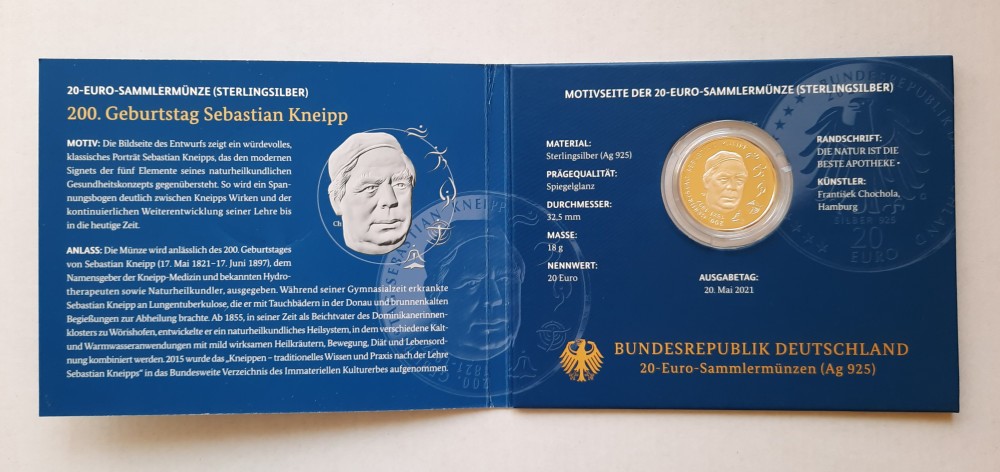 20-EURO-SAMMLERMÜNZE (STERLINGSILBER)
200. Geburtstag Sebastian Kneipp
MOTIV: Die Bildseite des Entwurfs zeigt ein würdevolles,
klassisches Porträt Sebastian Kneipps, das den modernen
Signets der fünf Elemente seines naturheilkundlichen
Gesundheitskonzepts gegenübersteht. So wird ein Span-
nungsbogen deutlich zwischen Kneipps Wirken und der
kontinuierlichen Weiterentwicklung seiner Lehre bis
in die heutige Zeit.
Ch
ANLASS: Die Münze wird anlässlich des 200. Geburtstages
von Sebastian Kneipp (17. Mai 1821–17. Juni 1897), dem
Namensgeber der Kneipp-Medizin und bekannten Hydro-
therapeuten sowie Naturheilkundler, ausgegeben. Während seiner Gymnasialzeit erkrankte
Sebastian Kneipp an Lungentuberkulose, die er mit Tauchbädern in der Donau und brunnenkalten
Begießungen zur Abheilung brachte. Ab 1855, in seiner Zeit als Beichtvater des Dominikanerinnen-
klosters zu Wörishofen, entwickelte er ein naturheilkundliches Heilsystem, in dem verschiedene Kalt-
und Warmwasseranwendungen mit mild wirksamen Heilkräutern, Bewegung, Diät und Lebensord-
nung kombiniert werden. 2015 wurde das „Kneippen – traditionelles Wissen und Praxis nach der Lehre
Sebastian Kneipps“ in das Bundesweite Verzeichnis des Immateriellen Kulturerbes aufgenommen.
MOTIVSEITE DER 20-EURO-SAMMLERMÜNZE (STERLINGSILBER)
MATERIAL:
Sterlingsilber (Ag 925)
PRÄGEQUALITÄT:
Spiegelglanz
DURCHMESSER:
32,5 mm
MASSE:
18 g
NENNWERT:
20 Euro
RANDSCHRIFT:
DIE NATUR IST DIE
BESTE APOTHEKE •
KÜNSTLER:
František Chochola,
Hamburg
SILBER 925
20
EURO
AUSGABETAG:
20. Mai 2021
BUNDESREPUBLIK DEUTSCHLAND
20-Euro-Sammlermünzen (Ag 925)